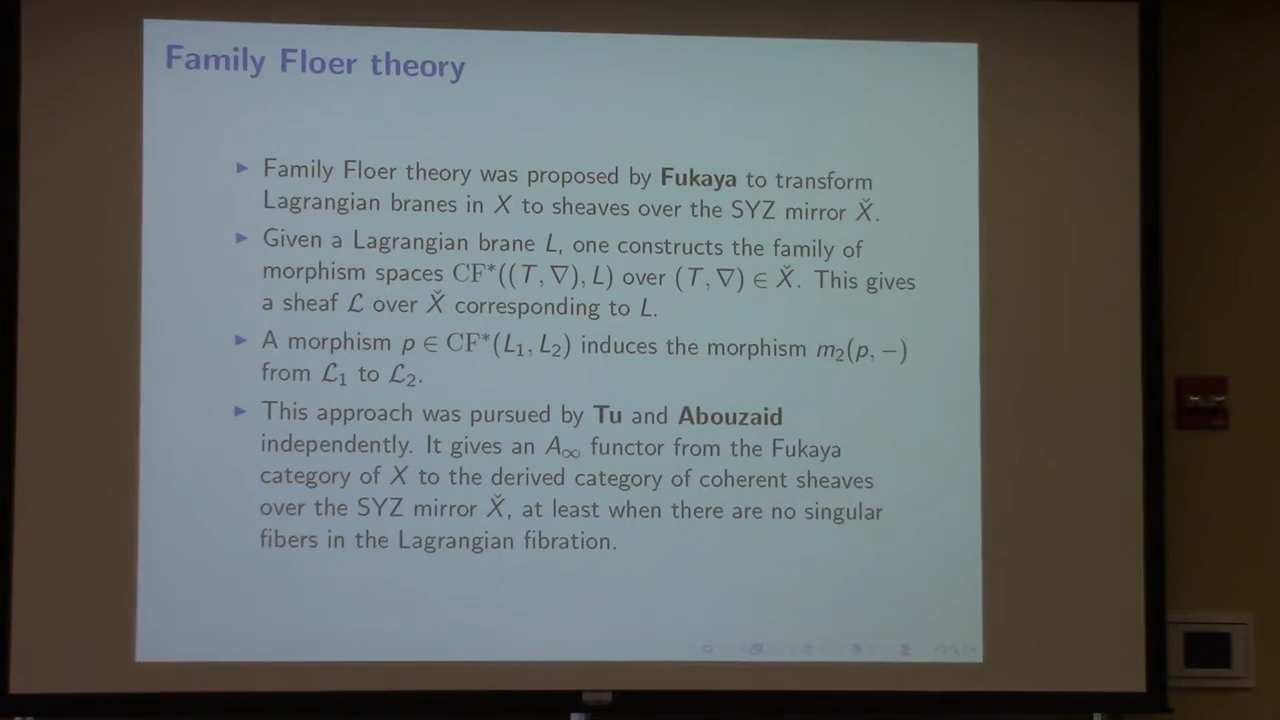 Family Floer theory
▶ Family Floer theory was proposed by Fukaya to transform
Lagrangian branes in X to sheaves over the SYZ mirror X̌.
▶ Given a Lagrangian brane L, one constructs the family of
morphism spaces CF*((T, ∇), L) over (T, ∇) ∈ X̌. This gives
a sheaf ℒ over X̌ corresponding to L.
▶ A morphism p ∈ CF*(L₁, L₂) induces the morphism m₂(p, −)
from ℒ₁ to ℒ₂.
▶ This approach was pursued by Tu and Abouzaid
independently. It gives an A∞ functor from the Fukaya
category of X to the derived category of coherent sheaves
over the SYZ mirror X̌, at least when there are no singular
fibers in the Lagrangian fibration.